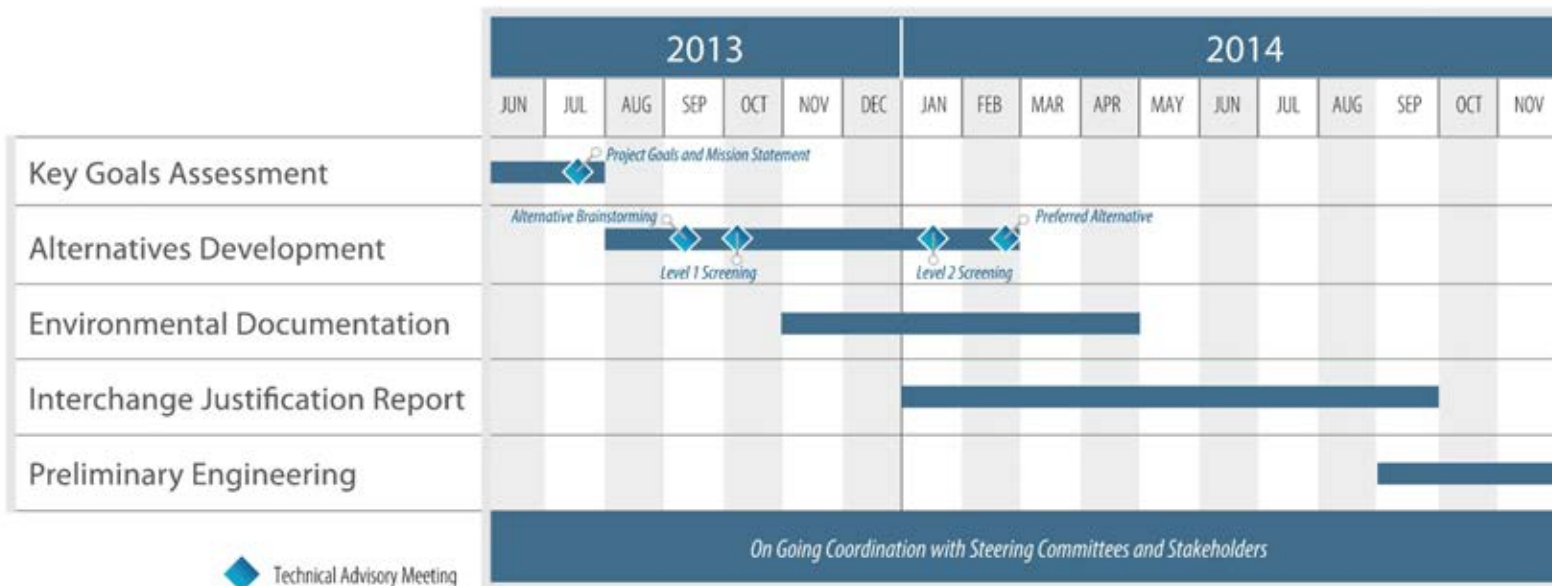 2013 2014
JUN JUL AUG SEP OCT NOV DEC JAN FEB MAR APR MAY JUN JUL AUG SEP OCT NOV
Key Goals Assessment
Project Goals and Mission Statement
Alternatives Development
Alternative Brainstorming
Level 1 Screening
Level 2 Screening
Preferred Alternative
Environmental Documentation
Interchange Justification Report
Preliminary Engineering
On Going Coordination with Steering Committees and Stakeholders
Technical Advisory Meeting